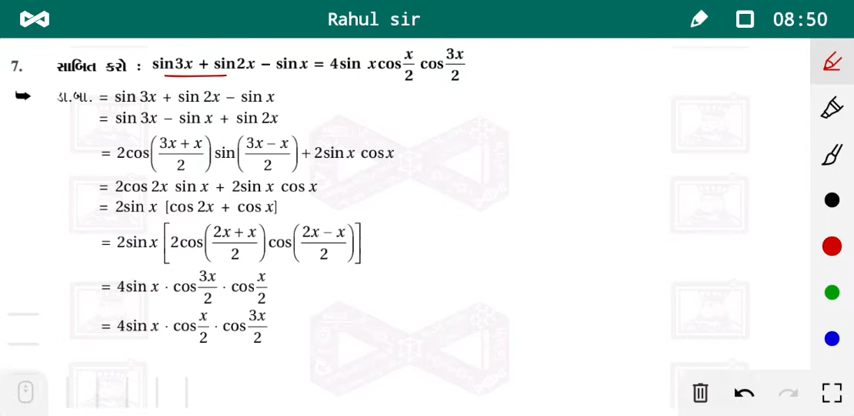 Rahul sir
08:50
7. સાબિત કરો : sin3x + sin2x − sinx = 4sin xcos x/2 cos 3x/2
➥ ડા.બા. = sin 3x + sin 2x − sin x
= sin 3x − sin x + sin 2x
= 2cos((3x + x)/2) sin((3x − x)/2) + 2sinx cosx
= 2cos 2x sin x + 2sin x cos x
= 2sin x [cos 2x + cos x]
= 2sinx [2cos((2x + x)/2) cos((2x − x)/2)]
= 4sin x · cos 3x/2 · cos x/2
= 4sin x · cos x/2 · cos 3x/2